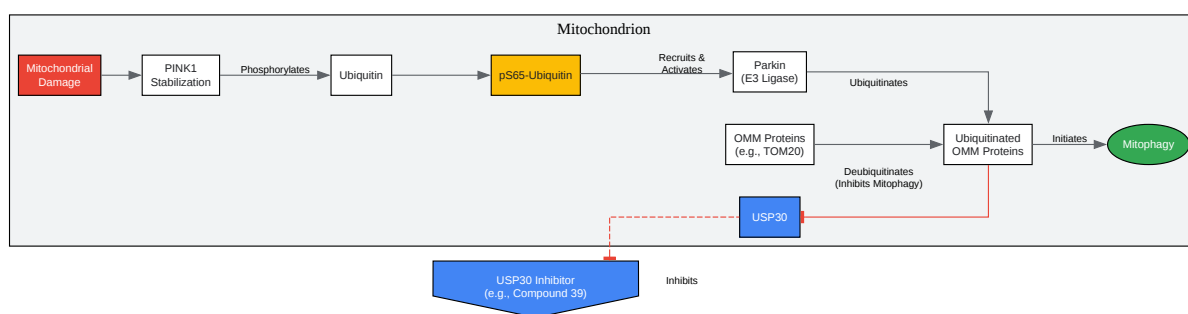 Mitochondrion
Mitochondrial
Damage
PINK1
Stabilization
Phosphorylates
Ubiquitin
pS65-Ubiquitin
Recruits &
Activates
Parkin
(E3 Ligase)
Ubiquitinates
OMM Proteins
(e.g., TOM20)
Ubiquitinated
OMM Proteins
Initiates
Mitophagy
Deubiquitinates
(Inhibits Mitophagy)
USP30
USP30 Inhibitor
(e.g., Compound 39)
Inhibits